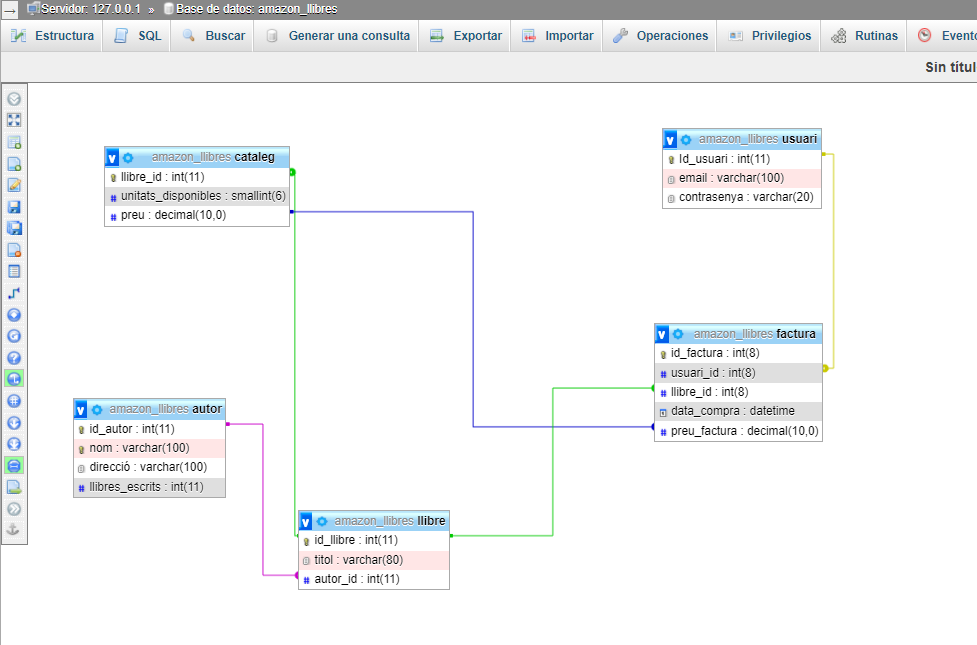 Servidor: 127.0.0.1 » Base de datos: amazon_llibres
Estructura SQL Buscar Generar una consulta Exportar Importar Operaciones Privilegios Rutinas Evento
Sin títul
amazon_llibres cataleg
llibre_id : int(11)
unitats_disponibles : smallint(6)
preu : decimal(10,0)
amazon_llibres usuari
Id_usuari : int(11)
email : varchar(100)
contrasenya : varchar(20)
amazon_llibres factura
id_factura : int(8)
usuari_id : int(8)
llibre_id : int(8)
data_compra : datetime
preu_factura : decimal(10,0)
amazon_llibres autor
id_autor : int(11)
nom : varchar(100)
direcció : varchar(100)
llibres_escrits : int(11)
amazon_llibres llibre
id_llibre : int(11)
titol : varchar(80)
autor_id : int(11)